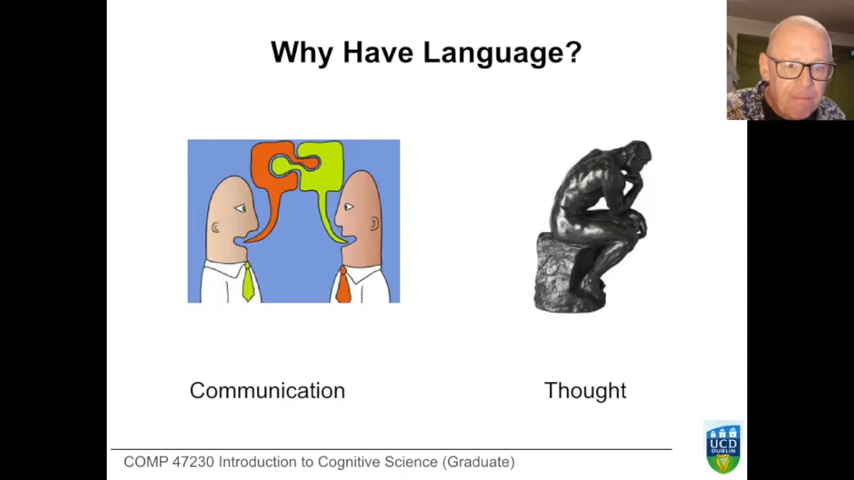 Why Have Language?
Communication
Thought
COMP 47230 Introduction to Cognitive Science (Graduate)
UCD
DUBLIN